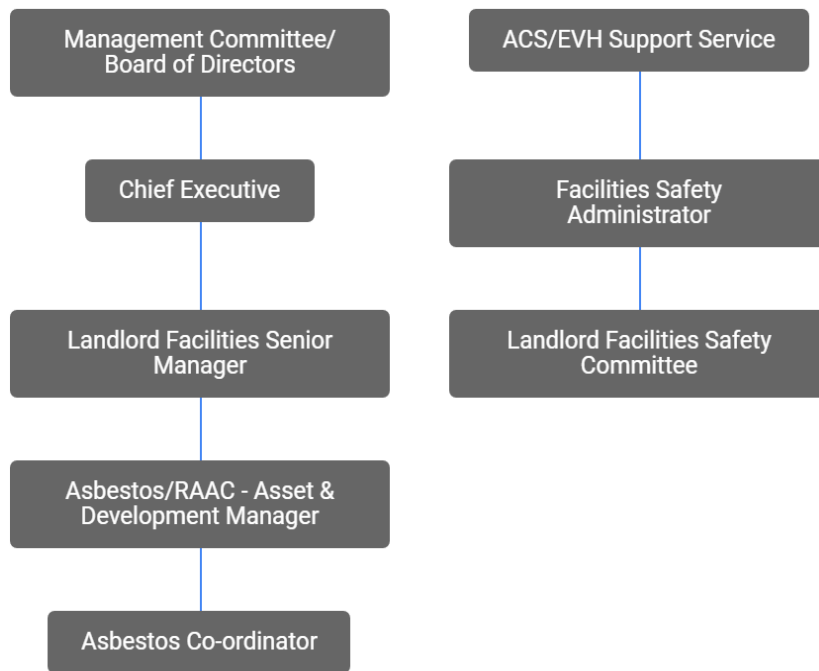 Management Committee/
Board of Directors
ACS/EVH Support Service
Chief Executive
Facilities Safety
Administrator
Landlord Facilities Senior
Manager
Landlord Facilities Safety
Committee
Asbestos/RAAC - Asset &
Development Manager
Asbestos Co-ordinator